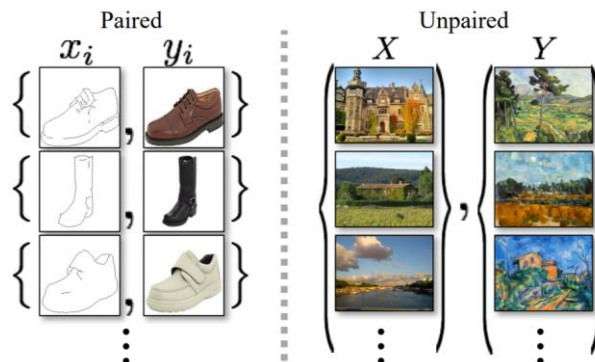 Paired
Unpaired
x_i
y_i
X
Y
{ , }
{ , }
{ , }
⋮
⋮
( , )
⋮
⋮